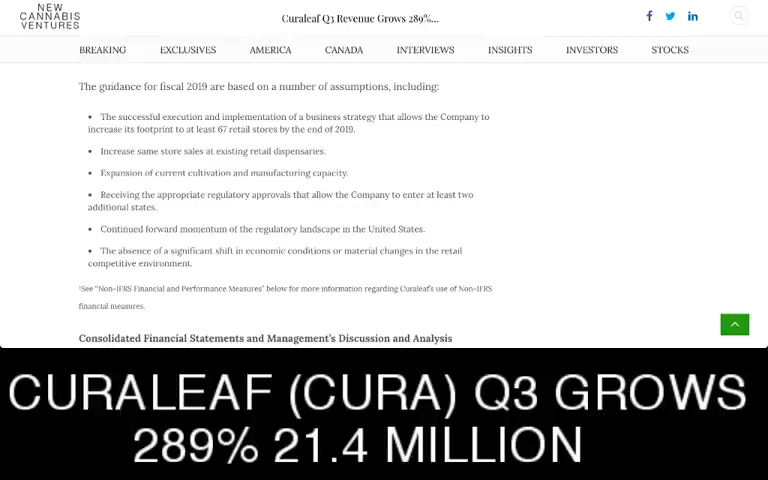 NEW
CANNABIS
VENTURES
Curaleaf Q3 Revenue Grows 289%...
BREAKING EXCLUSIVES AMERICA CANADA INTERVIEWS INSIGHTS INVESTORS STOCKS
The guidance for fiscal 2019 are based on a number of assumptions, including:
• The successful execution and implementation of a business strategy that allows the Company to
increase its footprint to at least 67 retail stores by the end of 2019.
• Increase same store sales at existing retail dispensaries.
• Expansion of current cultivation and manufacturing capacity.
• Receiving the appropriate regulatory approvals that allow the Company to enter at least two
additional states.
• Continued forward momentum of the regulatory landscape in the United States.
• The absence of a significant shift in economic conditions or material changes in the retail
competitive environment.
¹See "Non-IFRS Financial and Performance Measures" below for more information regarding Curaleaf's use of Non-IFRS
financial measures.
Consolidated Financial Statements and Management's Discussion and Analysis
CURALEAF (CURA) Q3 GROWS
289% 21.4 MILLION